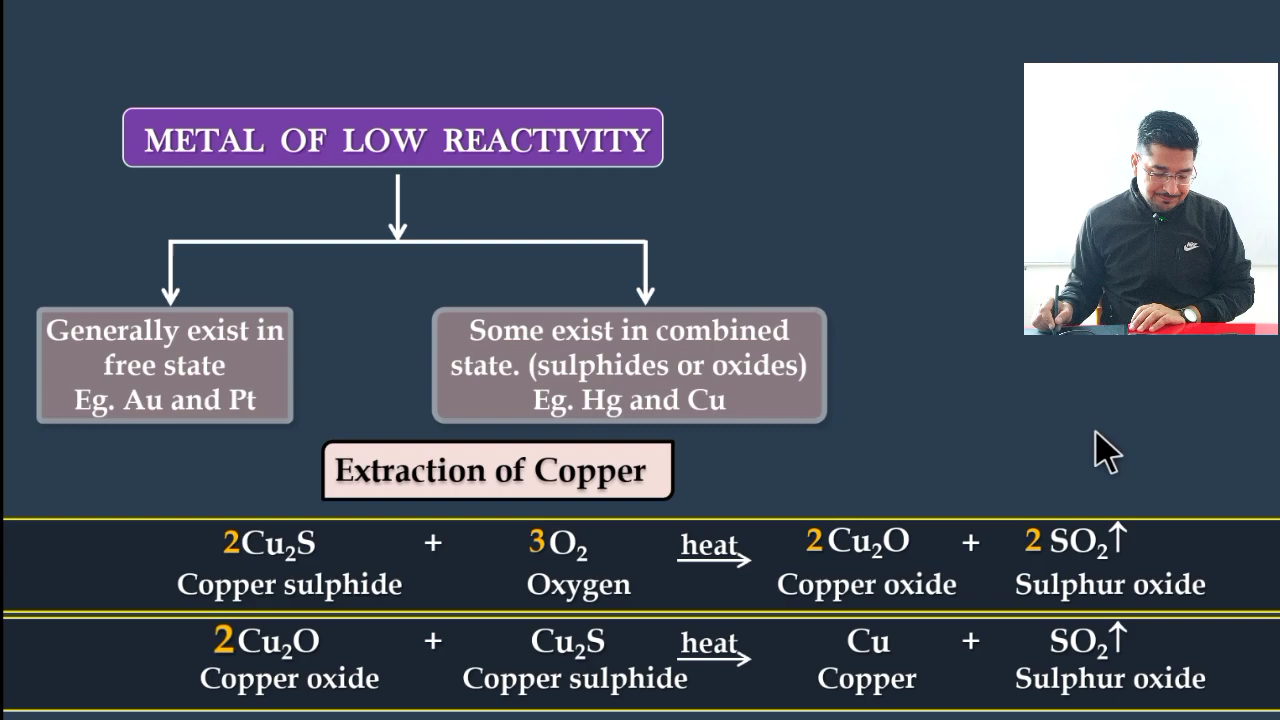 METAL OF LOW REACTIVITY
Generally exist in
free state
Eg. Au and Pt
Some exist in combined
state. (sulphides or oxides)
Eg. Hg and Cu
Extraction of Copper
2Cu₂S + 3O₂ heat 2Cu₂O + 2 SO₂↑
Copper sulphide Oxygen Copper oxide Sulphur oxide
2Cu₂O + Cu₂S heat Cu + SO₂↑
Copper oxide Copper sulphide Copper Sulphur oxide